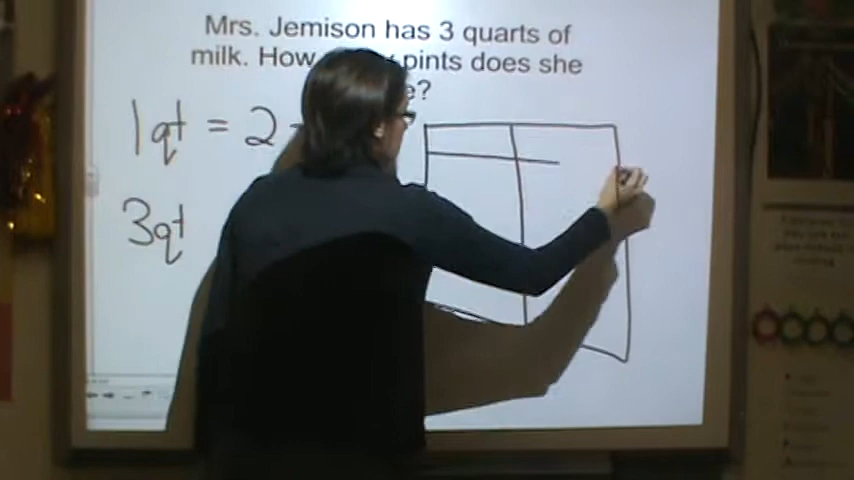 Mrs. Jemison has 3 quarts of
milk. How pints does she
e?
1qt = 2
3qt